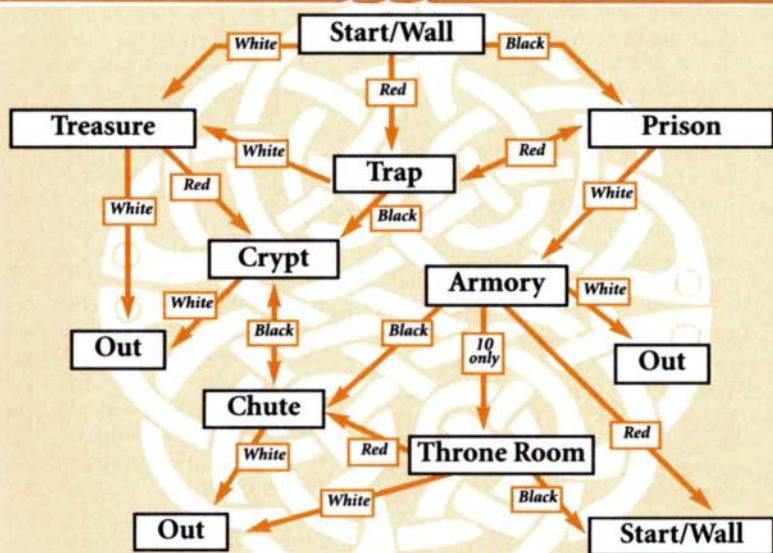 Start/Wall
White
Black
Red
Treasure
Prison
White
Red
Trap
Red
White
White
Black
Crypt
Armory
White
Black
Black
10
only
White
Out
Out
Chute
Red
White
Red
Throne Room
White
Black
Out
Start/Wall